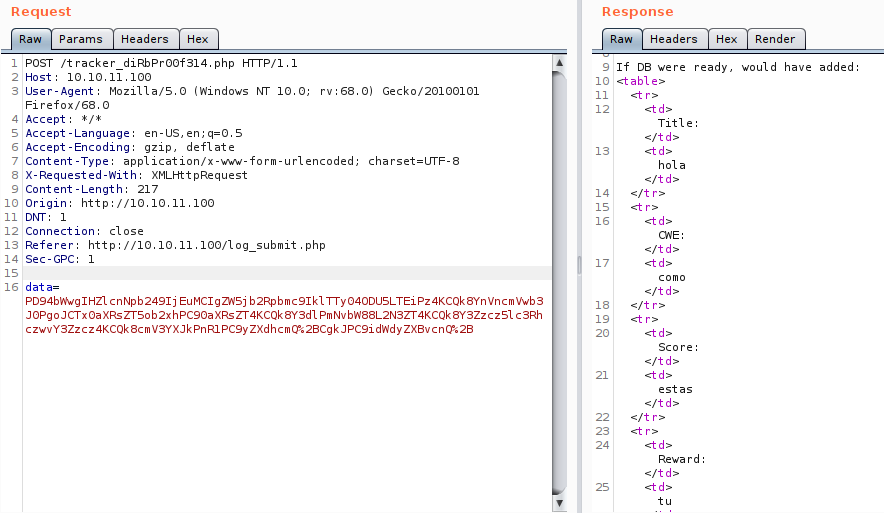 Request
Raw Params Headers Hex
1 POST /tracker_diRbPr00f314.php HTTP/1.1
2 Host: 10.10.11.100
3 User-Agent: Mozilla/5.0 (Windows NT 10.0; rv:68.0) Gecko/20100101
Firefox/68.0
4 Accept: */*
5 Accept-Language: en-US,en;q=0.5
6 Accept-Encoding: gzip, deflate
7 Content-Type: application/x-www-form-urlencoded; charset=UTF-8
8 X-Requested-With: XMLHttpRequest
9 Content-Length: 217
10 Origin: http://10.10.11.100
11 DNT: 1
12 Connection: close
13 Referer: http://10.10.11.100/log_submit.php
14 Sec-GPC: 1
15
16 data=
PD94bWwgIHZlcnNpb249IjEuMCIgZW5jb2Rpbmc9IklTTy04ODU5LTEiPz4KCQk8YnVncmVwb3
J0PgoJCTx0aXRsZT5ob2xhPC90aXRsZT4KCQk8Y3dlPmNvbW88L2N3ZT4KCQk8Y3Zzcz5lc3Rh
czwvY3Zzcz4KCQk8cmV3YXJkPnR1PC9yZXdhcmQ%2BCgkJPC9idWdyZXBvcnQ%2B
Response
Raw Headers Hex Render
9 If DB were ready, would have added:
10 <table>
11 <tr>
12 <td>
Title:
</td>
13 <td>
hola
</td>
14 </tr>
15 <tr>
16 <td>
CWE:
</td>
17 <td>
como
</td>
18 </tr>
19 <tr>
20 <td>
Score:
</td>
21 <td>
estas
</td>
22 </tr>
23 <tr>
24 <td>
Reward:
</td>
25 <td>
tu